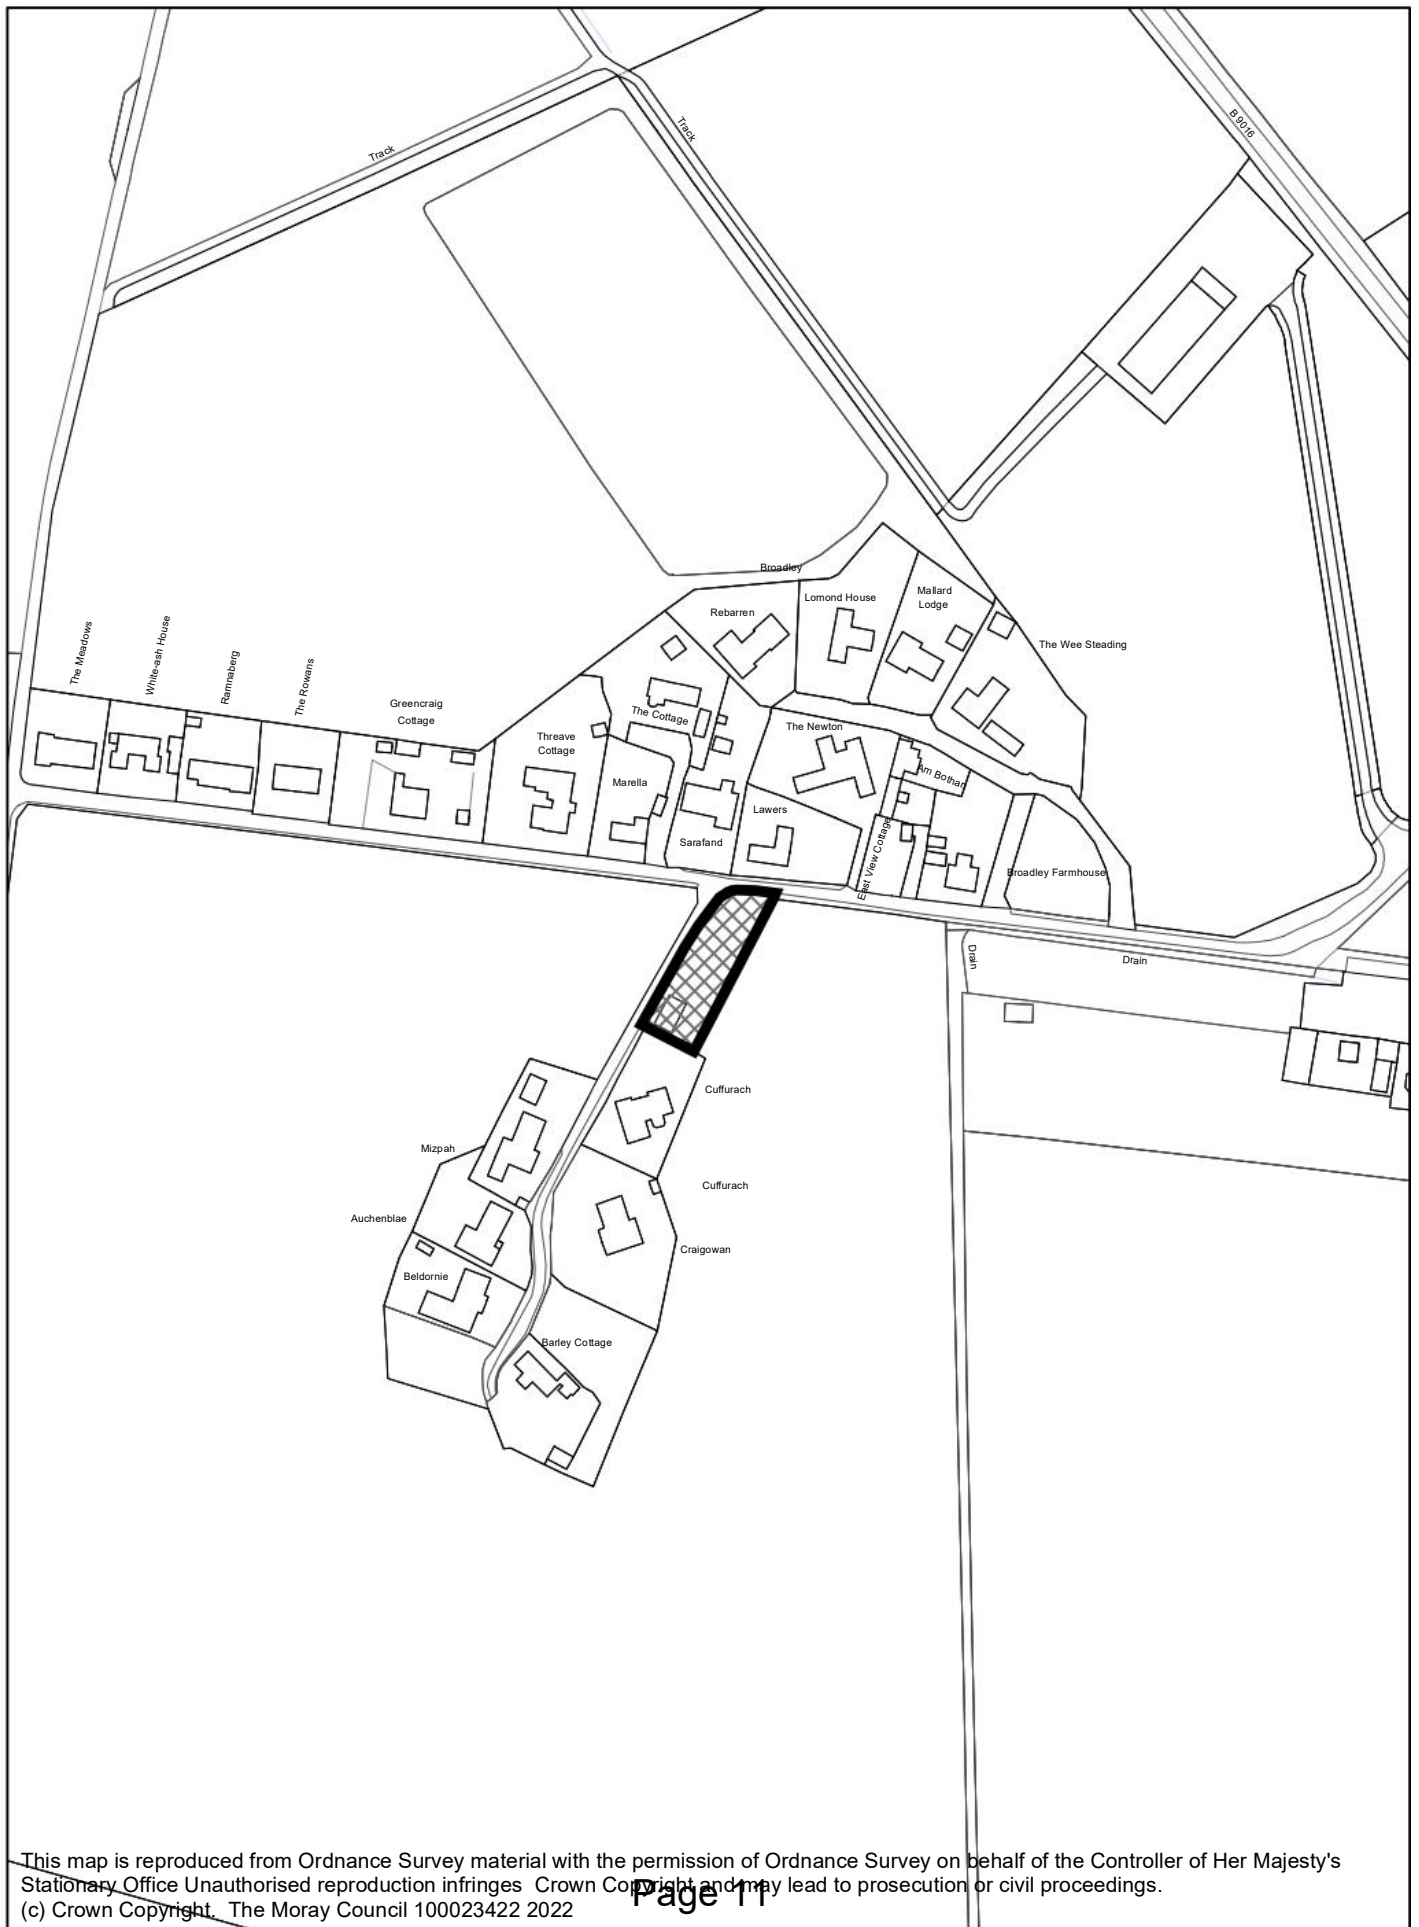 B 9016
Track
Track
Broadley
Mallard
Lodge
Lomond House
Rebarren
The Wee Steading
The Meadows
White-ash House
Ramnaberg
The Rowans
Greencraig
Cottage
The Cottage
Threave
Cottage
The Newton
Marella
Am Bothan
Lawers
Sarafand
East View Cottage
Broadley Farmhouse
Drain
Drain
Cuffurach
Mizpah
Cuffurach
Auchenblae
Craigowan
Beldornie
Barley Cottage
This map is reproduced from Ordnance Survey material with the permission of Ordnance Survey on behalf of the Controller of Her Majesty's
Stationary Office Unauthorised reproduction infringes Crown Copyright and may lead to prosecution or civil proceedings.
Page 11
(c) Crown Copyright. The Moray Council 100023422 2022